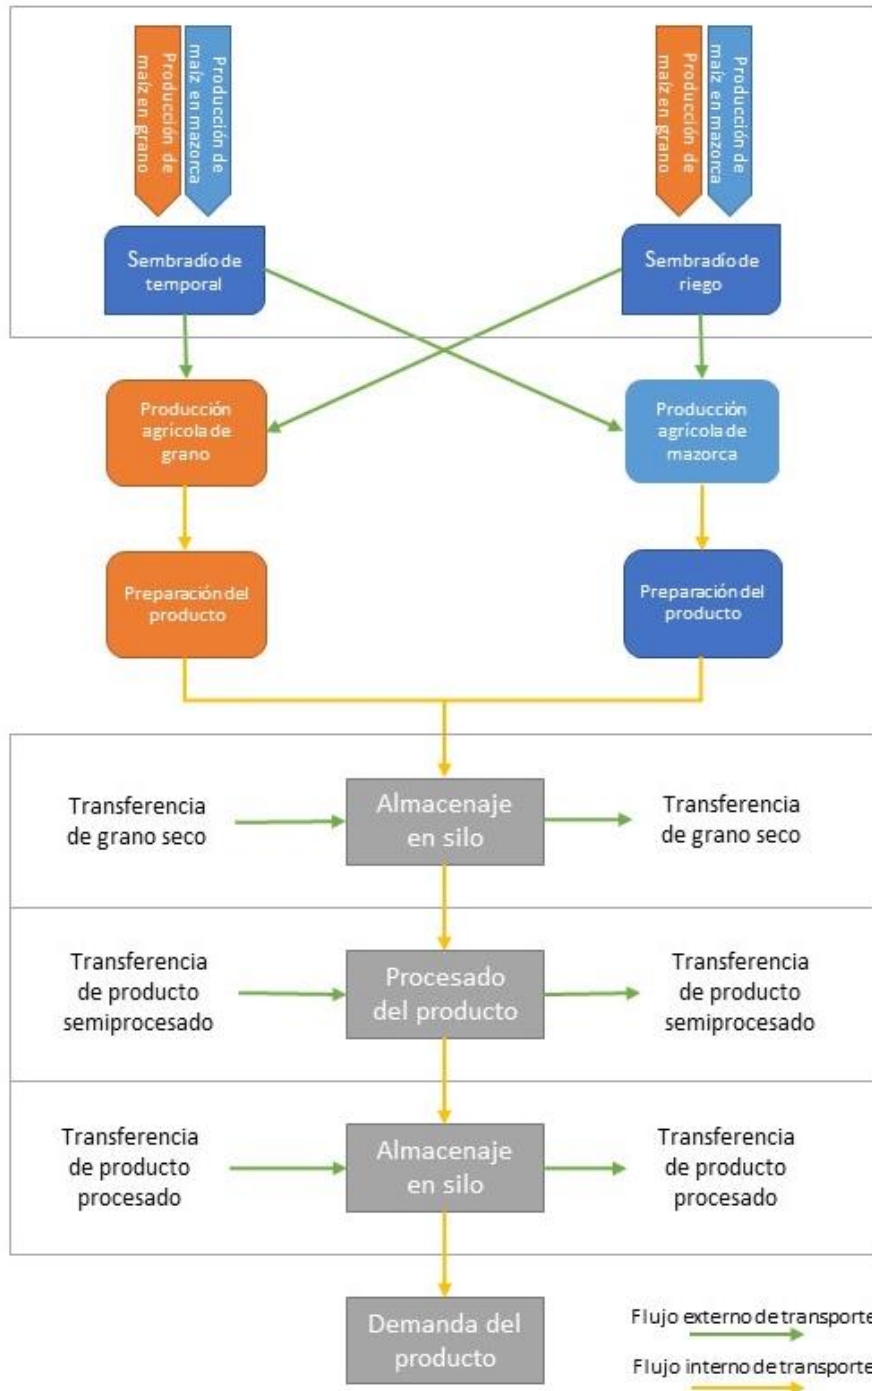 Producción de
maíz en grano
Producción de
maíz en mazorca
Producción de
maíz en grano
Producción de
maíz en mazorca
Sembradío de
temporal
Sembradío de
riego
Producción
agrícola de
grano
Producción
agrícola de
mazorca
Preparación del
producto
Preparación del
producto
Transferencia
de grano seco
Almacenaje
en silo
Transferencia
de grano seco
Transferencia
de producto
semiprocesado
Procesado
del producto
Transferencia
de producto
semiprocesado
Transferencia
de producto
procesado
Almacenaje
en silo
Transferencia
de producto
procesado
Demanda del
producto
Flujo externo de transporte
Flujo interno de transporte